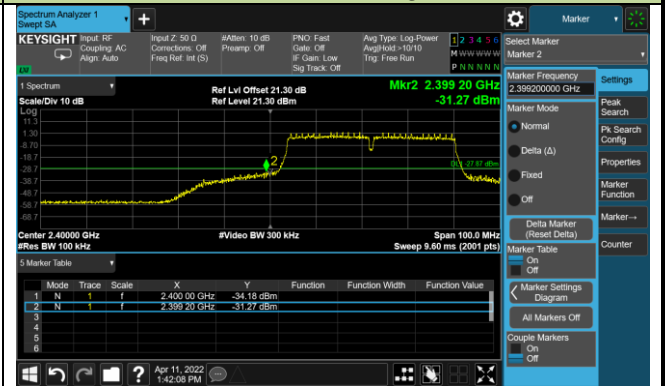 Spectrum Analyzer 1
Swept SA
+
Marker
KEYSIGHT
Input: RF
Coupling: AC
Align: Auto
Input Z: 50 Ω
Corrections: Off
Freq Ref: Int (S)
#Atten: 10 dB
Preamp: Off
PNO: Fast
Gate: Off
IF Gain: Low
Sig Track: Off
Avg Type: Log-Power
Avg|Hold:>10/10
Trig: Free Run
1 2 3 4 5 6
M W W W W W
P N N N N N
Select Marker
Marker 2
1 Spectrum
Scale/Div 10 dB
Log
Ref Lvl Offset 21.30 dB
Ref Level 21.30 dBm
Mkr2 2.399 20 GHz
-31.27 dBm
11.3
1.30
-8.70
-18.7
-28.7
-38.7
-48.7
-58.7
-68.7
2
DL1 -27.87 dBm
Center 2.40000 GHz
#Res BW 100 kHz
#Video BW 300 kHz
Span 100.0 MHz
Sweep 9.60 ms (2001 pts)
5 Marker Table
Mode Trace Scale X Y Function Function Width Function Value
1 N 1 f 2.400 00 GHz -34.18 dBm
2 N 1 f 2.399 20 GHz -31.27 dBm
3
4
5
6
Marker Frequency
2.399200000 GHz
Marker Mode
Normal
Delta (Δ)
Fixed
Off
Delta Marker
(Reset Delta)
Marker Table
On
Off
Marker Settings
Diagram
All Markers Off
Couple Markers
On
Off
Settings
Peak
Search
Pk Search
Config
Properties
Marker
Function
Marker→
Counter
?
Apr 11, 2022
1:42:08 PM